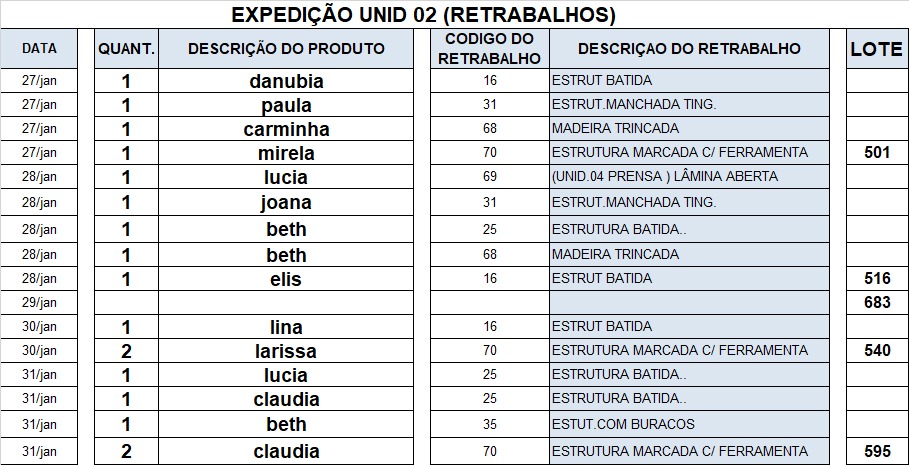 EXPEDIÇÃO UNID 02 (RETRABALHOS)
DATA QUANT. DESCRIÇÃO DO PRODUTO CODIGO DO RETRABALHO DESCRIÇAO DO RETRABALHO LOTE
27/jan 1 danubia 16 ESTRUT BATIDA
27/jan 1 paula 31 ESTRUT.MANCHADA TING.
27/jan 1 carminha 68 MADEIRA TRINCADA
27/jan 1 mirela 70 ESTRUTURA MARCADA C/ FERRAMENTA 501
28/jan 1 lucia 69 (UNID.04 PRENSA ) LÂMINA ABERTA
28/jan 1 joana 31 ESTRUT.MANCHADA TING.
28/jan 1 beth 25 ESTRUTURA BATIDA..
28/jan 1 beth 68 MADEIRA TRINCADA
28/jan 1 elis 16 ESTRUT BATIDA 516
29/jan 683
30/jan 1 lina 16 ESTRUT BATIDA
30/jan 2 larissa 70 ESTRUTURA MARCADA C/ FERRAMENTA 540
31/jan 1 lucia 25 ESTRUTURA BATIDA..
31/jan 1 claudia 25 ESTRUTURA BATIDA..
31/jan 1 beth 35 ESTUT.COM BURACOS
31/jan 2 claudia 70 ESTRUTURA MARCADA C/ FERRAMENTA 595